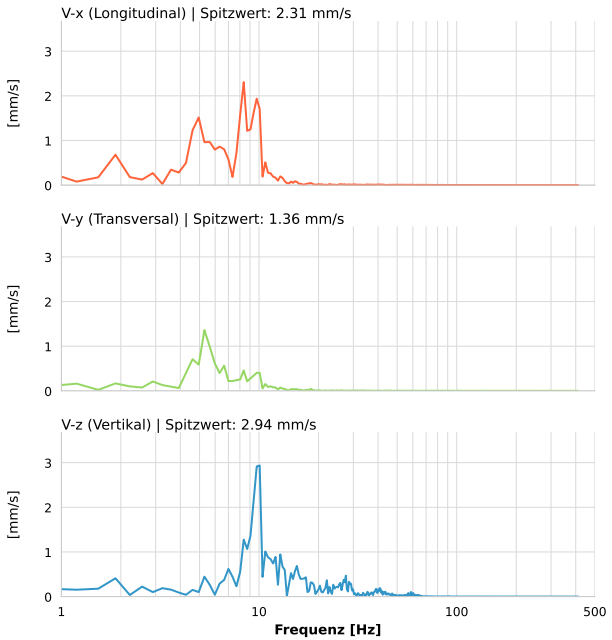 V-x (Longitudinal) | Spitzwert: 2.31 mm/s
3
2
1
0
[mm/s]
V-y (Transversal) | Spitzwert: 1.36 mm/s
3
2
1
0
[mm/s]
V-z (Vertikal) | Spitzwert: 2.94 mm/s
3
2
1
0
[mm/s]
1 10 100 500
Frequenz [Hz]